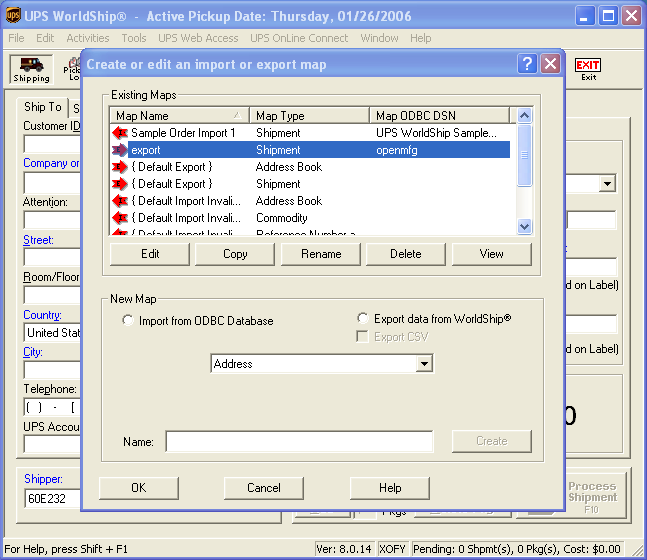 UPS WorldShip® - Active Pickup Date: Thursday, 01/26/2006
File Edit Activities Tools UPS Web Access UPS OnLine Connect Window Help
Shipping
Exit
EXIT
Create or edit an import or export map
Existing Maps
Map Name Map Type Map ODBC DSN
Sample Order Import 1 Shipment UPS WorldShip Sample...
export Shipment openmfg
{ Default Export } Address Book
{ Default Export } Shipment
{ Default Import Invali... Address Book
{ Default Import Invali... Commodity
{ Default Import Invali... Reference Number a
Edit Copy Rename Delete View
New Map
Import from ODBC Database
Export data from WorldShip®
Export CSV
Address
Name:
Create
OK Cancel Help
Ship To
Customer ID
Company or
Attention:
Street:
Room/Floor
Country:
United Stat
City:
Telephone:
( ) - [
UPS Accou
Shipper:
60E232
d on Label)
d on Label)
0
Pkgs
Process
Shipment
F10
For Help, press Shift + F1
Ver: 8.0.14 XOFY Pending: 0 Shpmt(s), 0 Pkg(s), Cost: $0.00